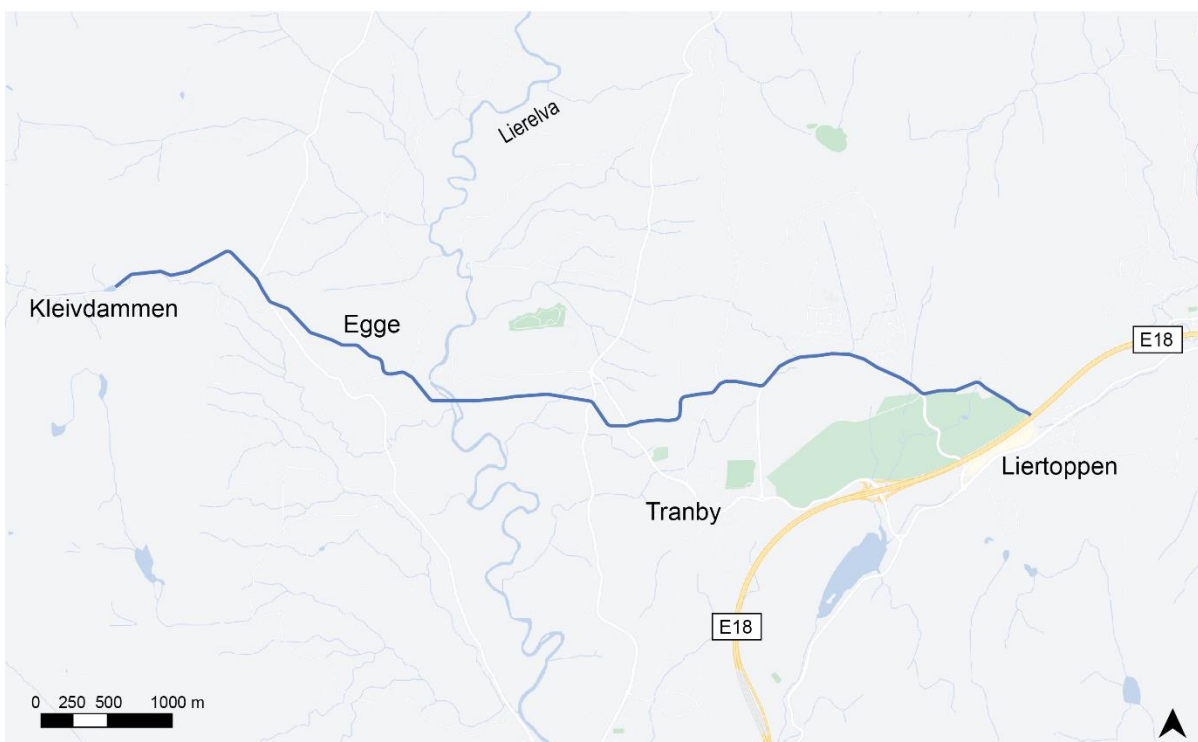 Lierelva
Kleivdammen
Egge
E18
Liertoppen
Tranby
E18
0 250 500 1000 m